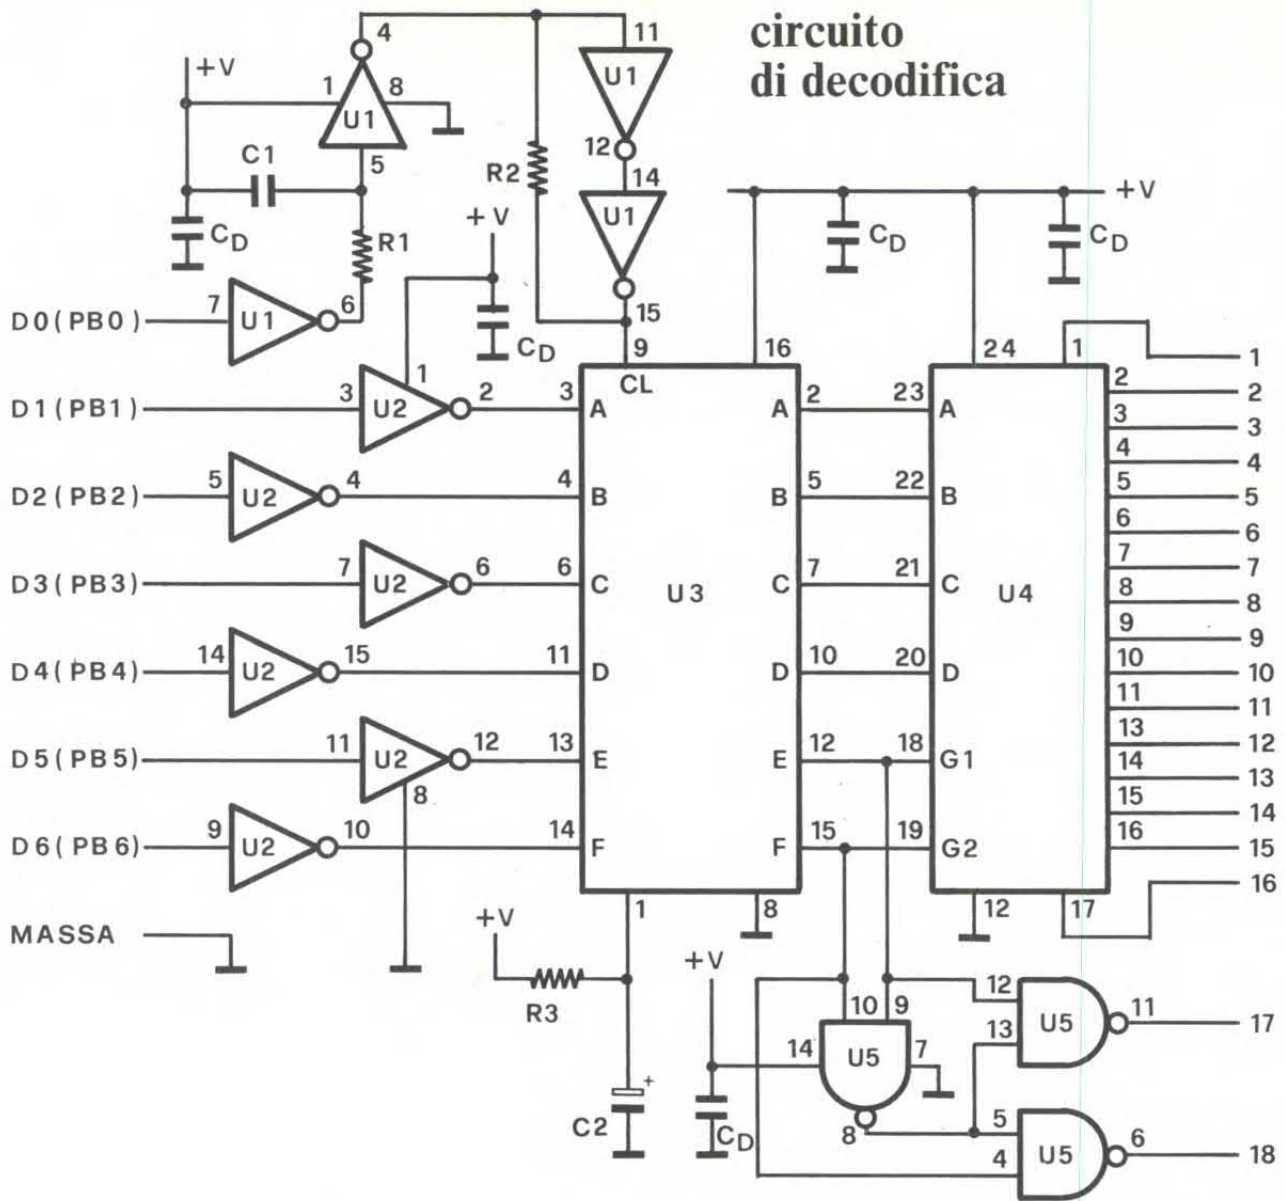 circuito
di decodifica
4
11
+V
1
8
U1
U1
5
12
C1
R2
14
U1
+V
+V
CD
R1
CD
CD
15
D0(PB0)
7
U1
6
CD
9
16
24
1
1
CL
D1(PB1)
3
U2
1
2
3
A
A
2
23
A
2
2
3
3
4
4
D2(PB2)
5
U2
4
4
B
B
5
22
B
5
5
6
6
D3(PB3)
7
U2
6
6
C
U3
C
7
21
C
U4
7
7
8
8
9
9
D4(PB4)
14
U2
15
11
D
D
10
20
D
10
10
11
11
D5(PB5)
11
U2
12
13
E
E
12
18
G1
13
12
14
13
8
15
14
D6(PB6)
9
U2
10
14
F
F
15
19
G2
16
15
16
1
8
12
17
MASSA
+V
+V
R3
10
9
12
U5
11
17
13
14
U5
7
+
C2
CD
8
5
U5
6
18
4